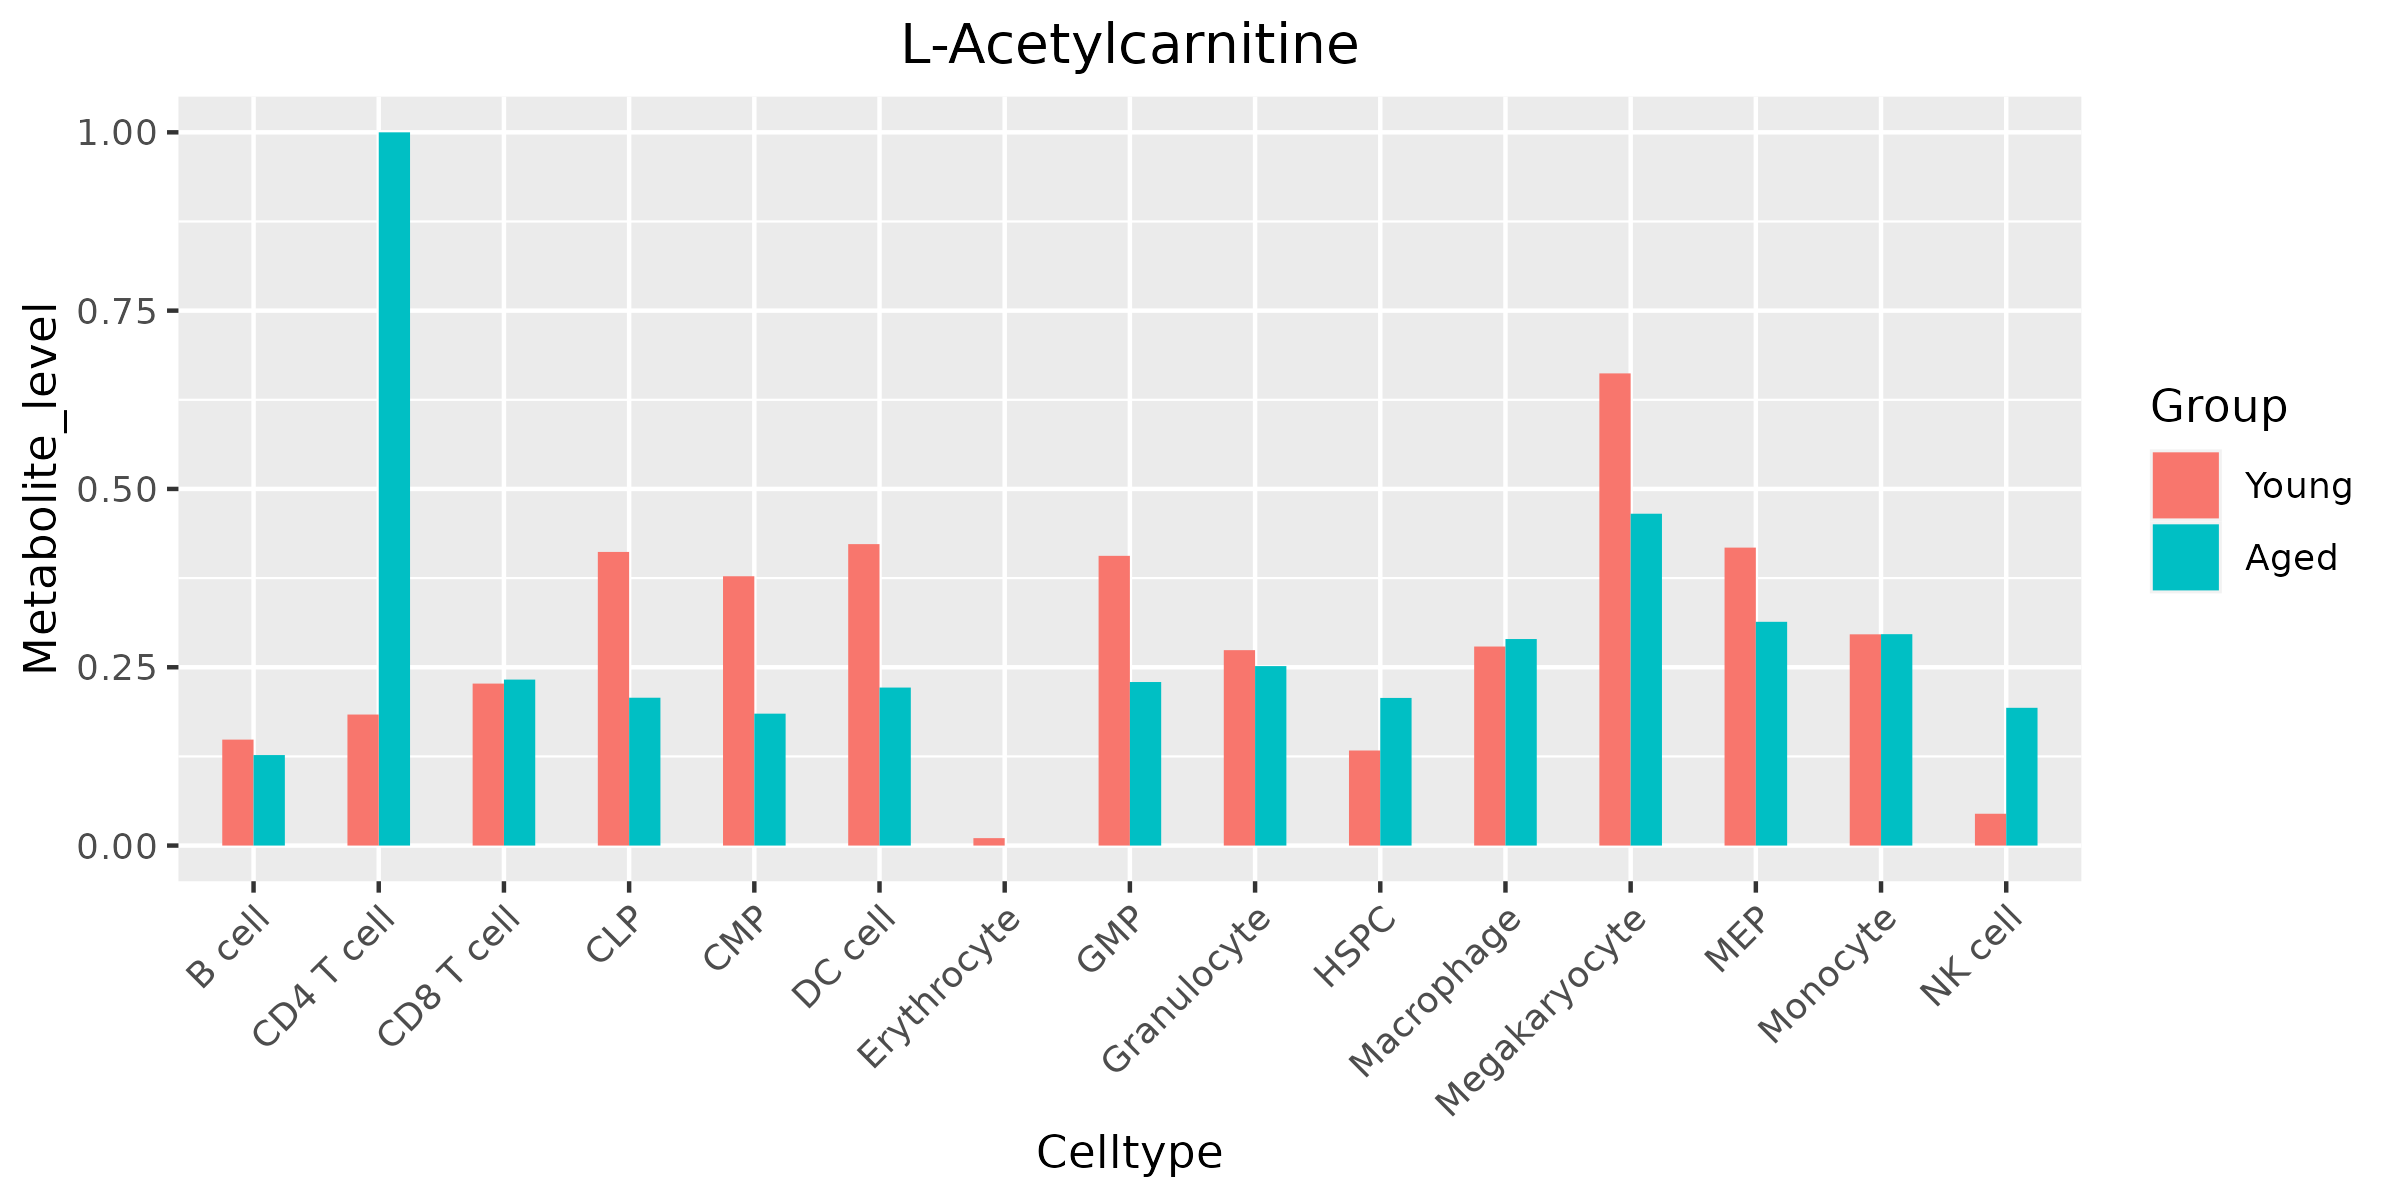 L-Acetylcarnitine
Metabolite_level
1.00
0.75
0.50
0.25
0.00
B cell
CD4 T cell
CD8 T cell
CLP
CMP
DC cell
Erythrocyte
GMP
Granulocyte
HSPC
Macrophage
Megakaryocyte
MEP
Monocyte
NK cell
Celltype
Group
Young
Aged